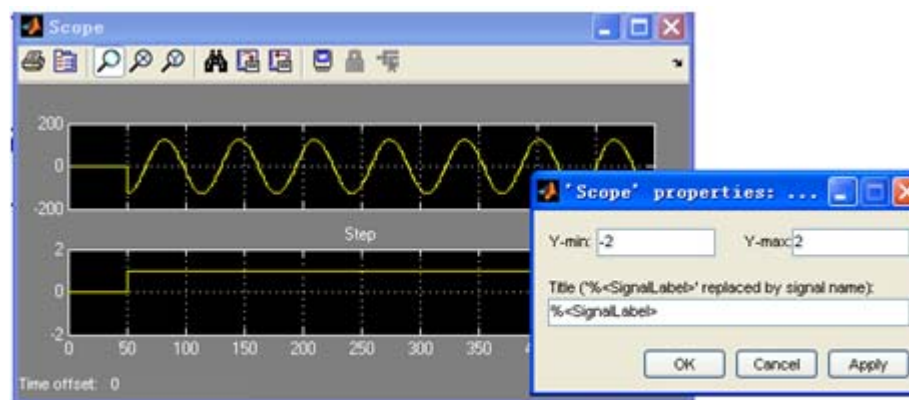 Scope
200
0
-200
Step
2
0
-2
0 50 100 150 200 250 300 350
Time offset: 0
'Scope' properties: ...
Y-min: -2 Y-max: 2
Title ('%<SignalLabel>' replaced by signal name):
%<SignalLabel>
OK Cancel Apply